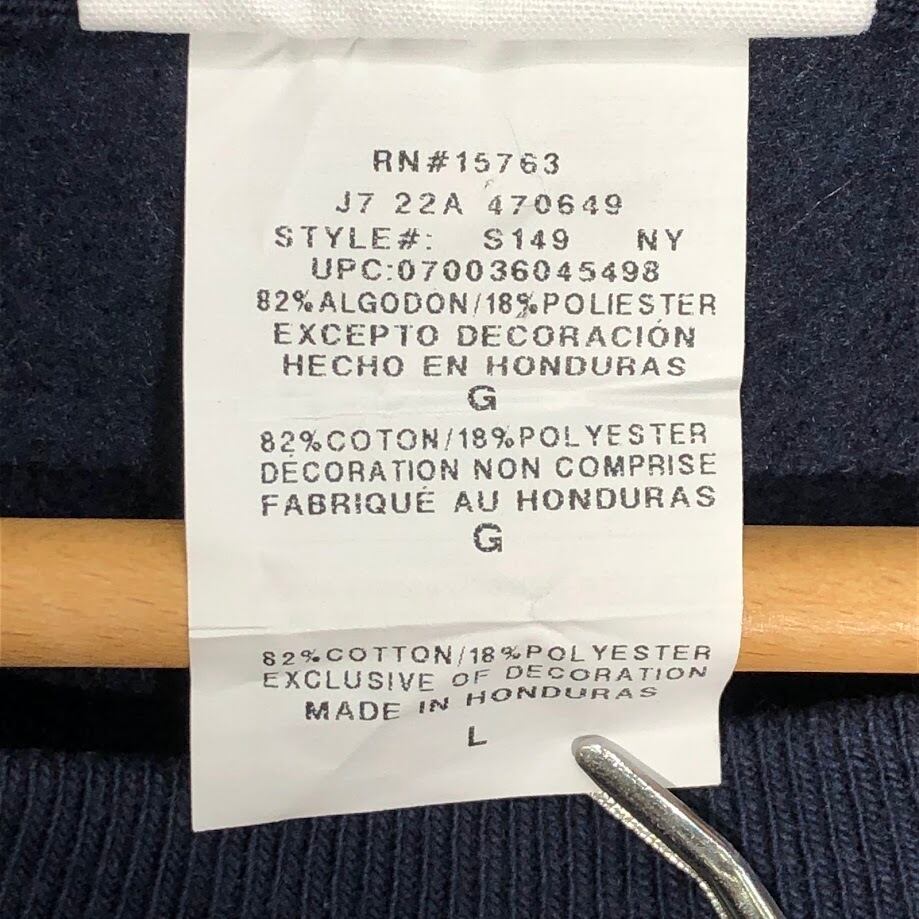 RN#15763
J7 22A 470649
STYLE#: S149 NY
UPC:070036045498
82%ALGODON/18%POLIESTER
EXCEPTO DECORACIÓN
HECHO EN HONDURAS
G
82%COTON/18%POLYESTER
DÉCORATION NON COMPRISE
FABRIQUÉ AU HONDURAS
G
82%COTTON/18%POLYESTER
EXCLUSIVE OF DECORATION
MADE IN HONDURAS
L